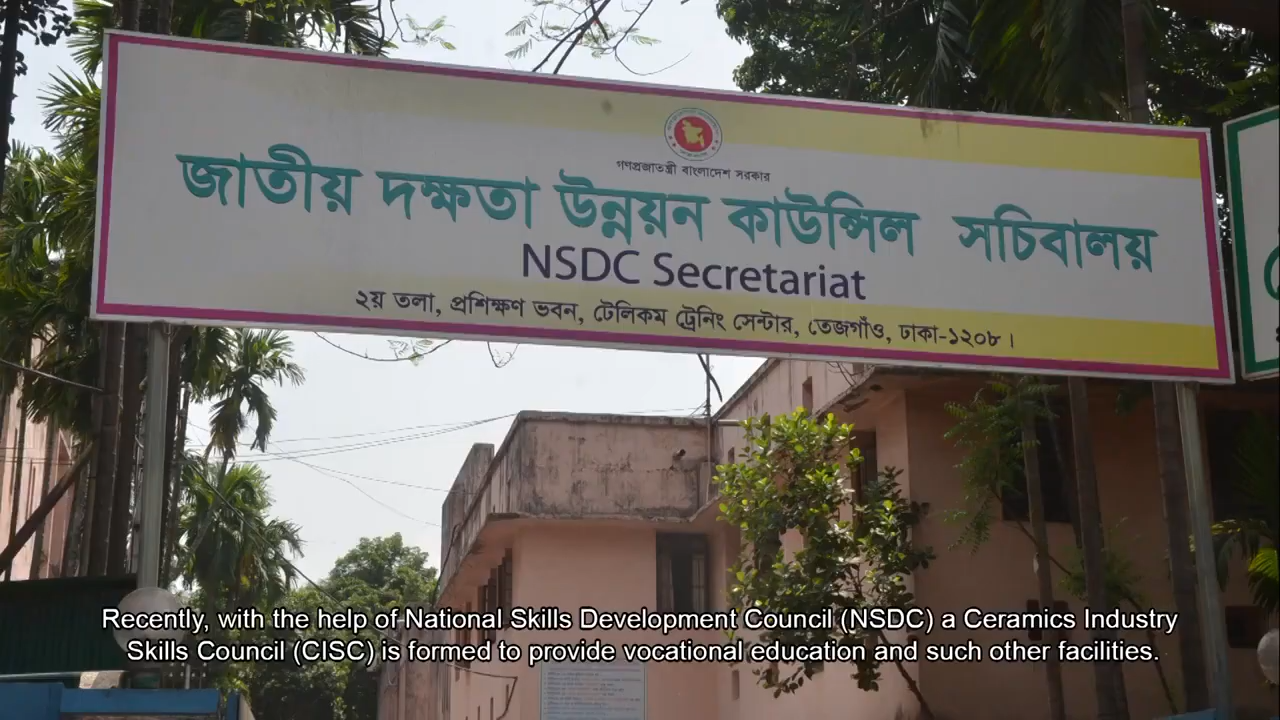 গণপ্রজাতন্ত্রী বাংলাদেশ সরকার
জাতীয় দক্ষতা উন্নয়ন কাউন্সিল সচিবালয়
NSDC Secretariat
২য় তলা, প্রশিক্ষণ ভবন, টেলিকম ট্রেনিং সেন্টার, তেজগাঁও, ঢাকা-১২০৮।
Recently, with the help of National Skills Development Council (NSDC) a Ceramics Industry
Skills Council (CISC) is formed to provide vocational education and such other facilities.